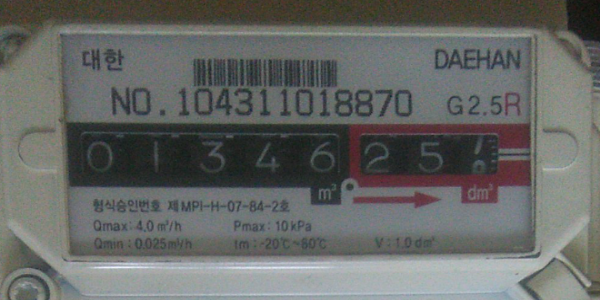 대한 DAEHAN
NO.104311018870 G2.5R
01346 25
m³ dm³
형식승인번호 제MPI-H-07-84-2호
Qmax: 4.0 m³/h Pmax: 10 kPa
Qmin : 0.025m³/h tm : -20℃~60℃ V : 1.0 dm³